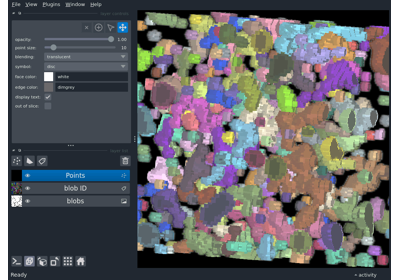 File View Plugins Window Help
opacity: 1.00
point size: 10
blending: translucent
symbol: disc
face color: white
edge color: dimgrey
display text:
out of slice:
Points
blob ID
blobs
Ready
activity